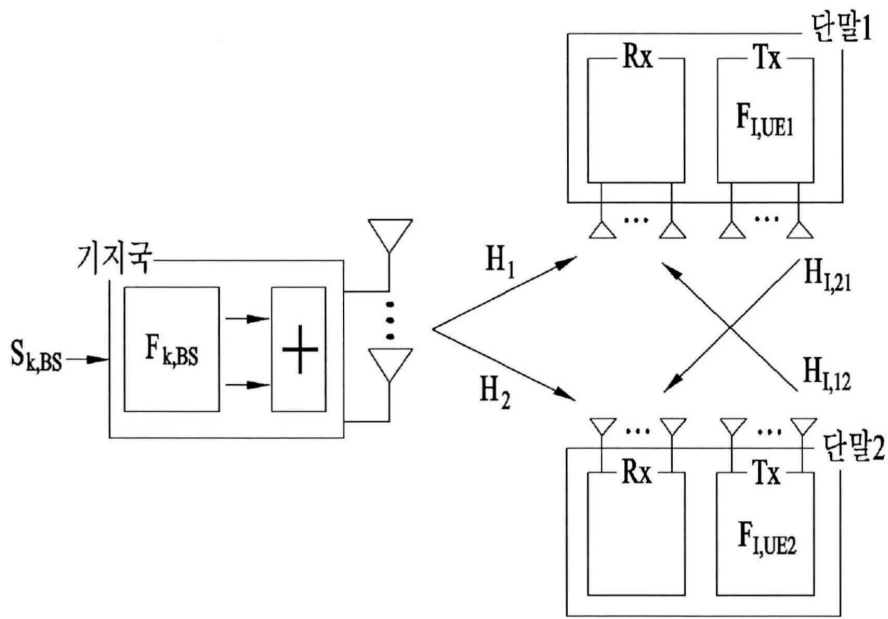 단말1
Rx
Tx
F_I,UE1
기지국
S_k,BS
F_k,BS
+
H_1
H_2
H_I,21
H_I,12
단말2
Rx
Tx
F_I,UE2